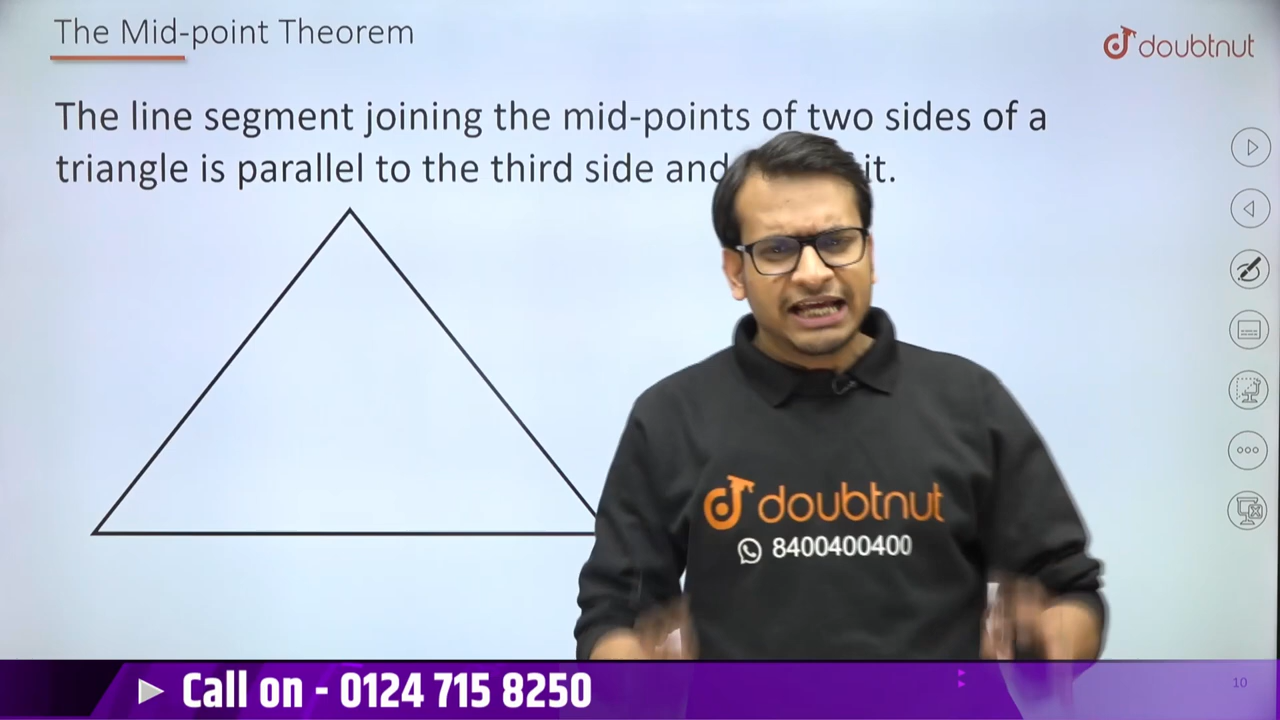 The Mid-point Theorem
doubtnut
The line segment joining the mid-points of two sides of a
triangle is parallel to the third side and it.
doubtnut
8400400400
Call on - 0124 715 8250
10